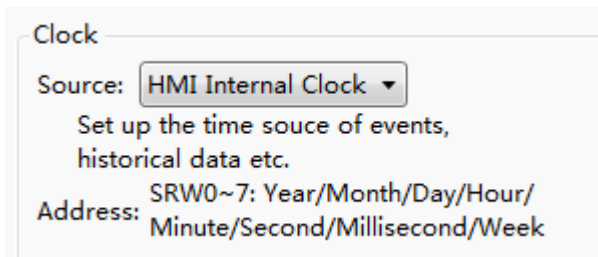 Clock
Source: HMI Internal Clock
Set up the time souce of events,
historical data etc.
Address: SRW0~7: Year/Month/Day/Hour/
Minute/Second/Millisecond/Week